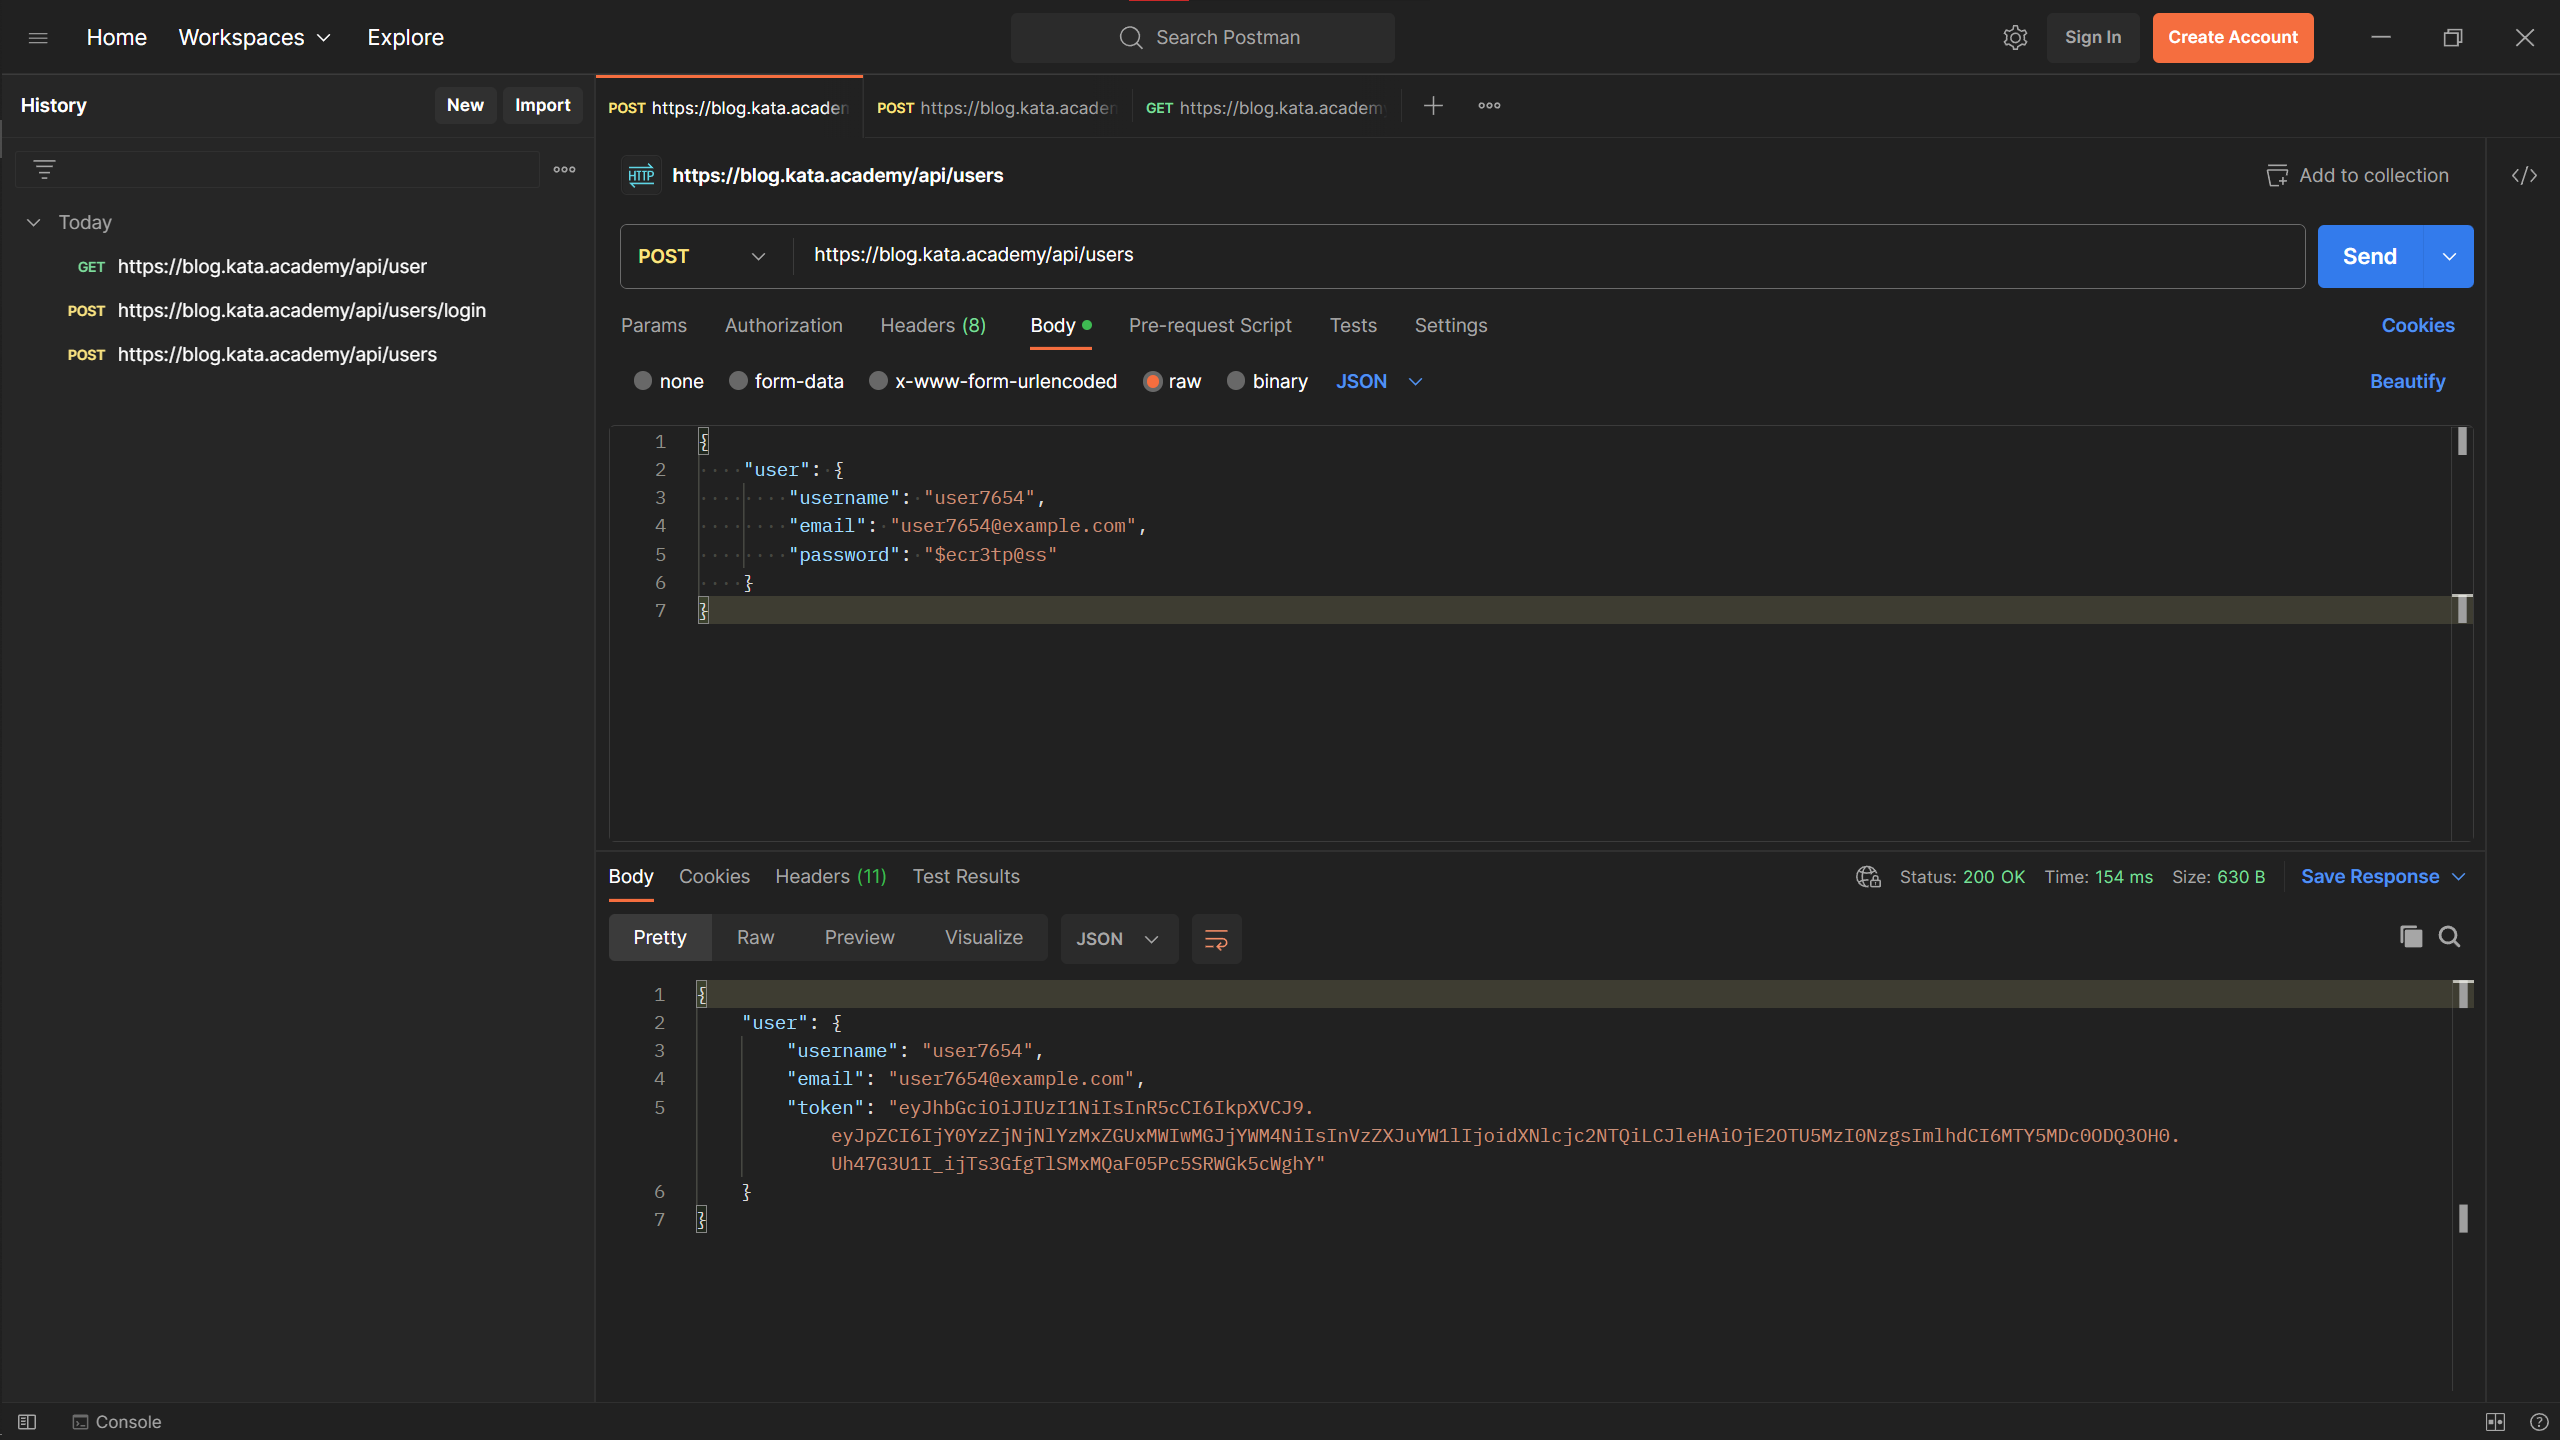 Home Workspaces Explore
Search Postman
Sign In
Create Account
History
New
Import
POST https://blog.kata.academ
POST https://blog.kata.academ
GET https://blog.kata.academy
HTTP https://blog.kata.academy/api/users
Add to collection
Today
GET https://blog.kata.academy/api/user
POST https://blog.kata.academy/api/users/login
POST https://blog.kata.academy/api/users
POST https://blog.kata.academy/api/users
Send
Params Authorization Headers (8) Body Pre-request Script Tests Settings
Cookies
none form-data x-www-form-urlencoded raw binary JSON
Beautify
1 {
2 "user": {
3 "username": "user7654",
4 "email": "user7654@example.com",
5 "password": "$ecr3tp@ss"
6 }
7 }
Body Cookies Headers (11) Test Results
Status: 200 OK Time: 154 ms Size: 630 B
Save Response
Pretty Raw Preview Visualize JSON
1 {
2 "user": {
3 "username": "user7654",
4 "email": "user7654@example.com",
5 "token": "eyJhbGciOiJIUzI1NiIsInR5cCI6IkpXVCJ9.
eyJpZCI6IjY0YzZjNjNlYzMxZGUxMWIwMGJjYWM4NiIsInVzZXJuYW1lIjoidXNlcjc2NTQiLCJleHAiOjE2OTU5MzI0NzgsImlhdCI6MTY5MDc0ODQ3OH0.
Uh47G3U1I_ijTs3GfgTlSMxMQaF05Pc5SRWGk5cWghY"
6 }
7 }
Console